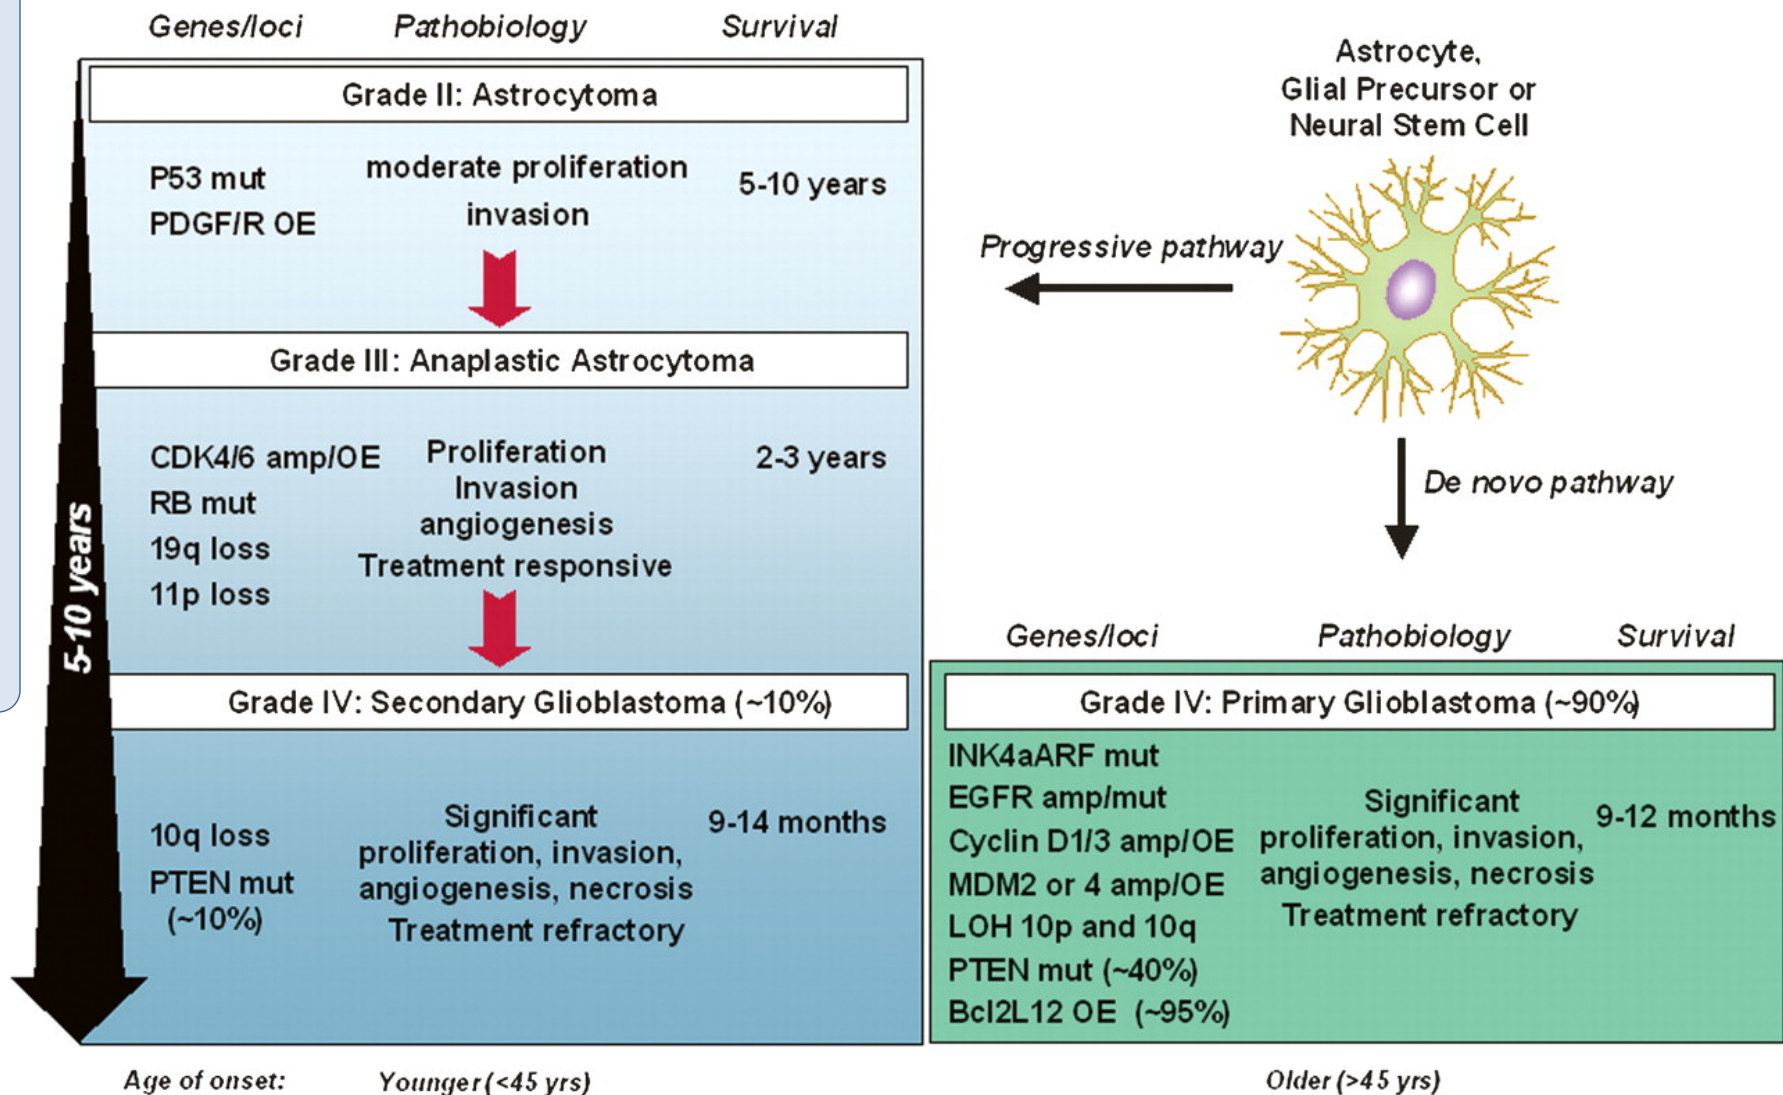 Genes/loci Pathobiology Survival
Grade II: Astrocytoma
P53 mut
PDGF/R OE
moderate proliferation
invasion
5-10 years
Grade III: Anaplastic Astrocytoma
CDK4/6 amp/OE
RB mut
19q loss
11p loss
Proliferation
Invasion
angiogenesis
Treatment responsive
2-3 years
Grade IV: Secondary Glioblastoma (~10%)
10q loss
PTEN mut
(~10%)
Significant
proliferation, invasion,
angiogenesis, necrosis
Treatment refractory
9-14 months
5-10 years
Age of onset: Younger (<45 yrs)
Astrocyte,
Glial Precursor or
Neural Stem Cell
Progressive pathway
De novo pathway
Genes/loci Pathobiology Survival
Grade IV: Primary Glioblastoma (~90%)
INK4aARF mut
EGFR amp/mut
Cyclin D1/3 amp/OE
MDM2 or 4 amp/OE
LOH 10p and 10q
PTEN mut (~40%)
Bcl2L12 OE (~95%)
Significant
proliferation, invasion,
angiogenesis, necrosis
Treatment refractory
9-12 months
Older (>45 yrs)